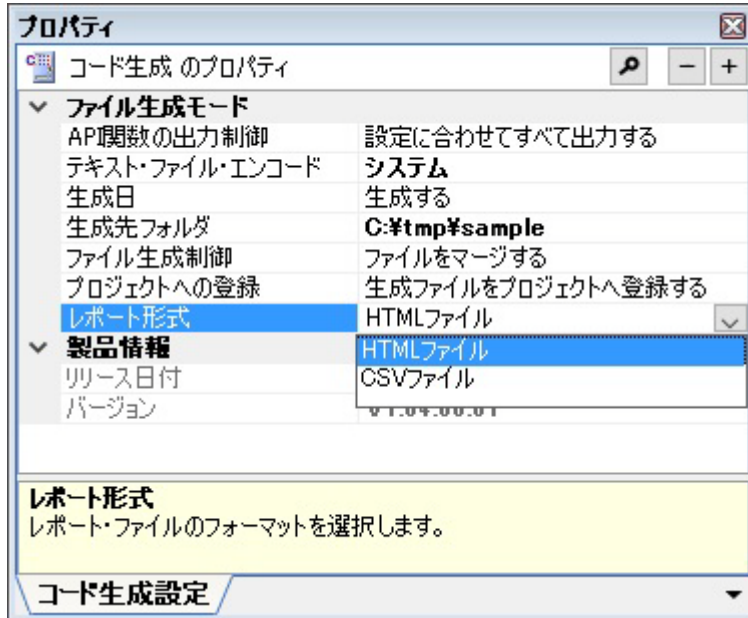 プロパティ
コード生成 のプロパティ
ファイル生成モード
API関数の出力制御 設定に合わせてすべて出力する
テキスト・ファイル・エンコード システム
生成日 生成する
生成先フォルダ C:¥tmp¥sample
ファイル生成制御 ファイルをマージする
プロジェクトへの登録 生成ファイルをプロジェクトへ登録する
レポート形式 HTMLファイル
製品情報 HTMLファイル
リリース日付 CSVファイル
バージョン
レポート形式
レポート・ファイルのフォーマットを選択します。
コード生成設定